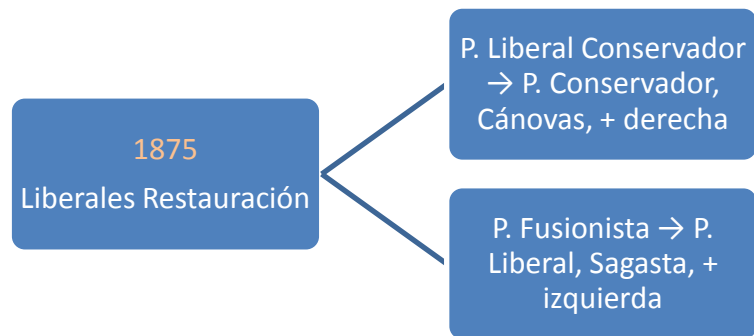 1875
Liberales Restauración
P. Liberal Conservador
→ P. Conservador,
Cánovas, + derecha
P. Fusionista → P.
Liberal, Sagasta, +
izquierda